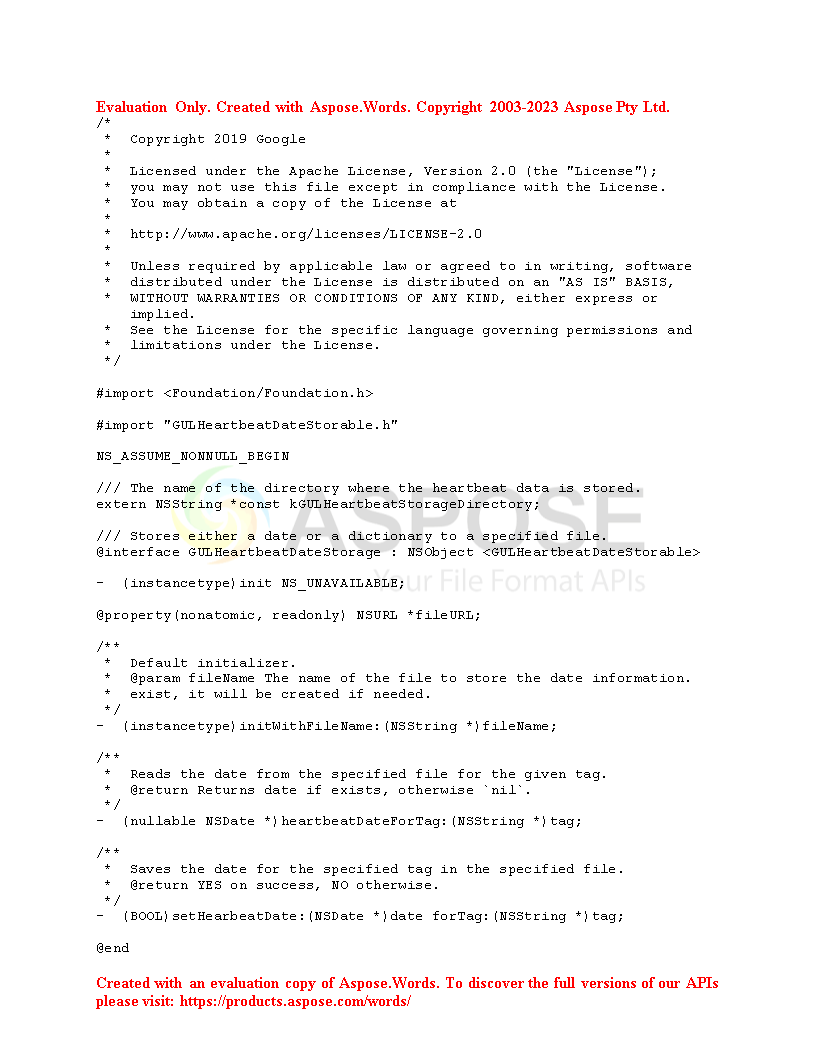 Evaluation Only. Created with Aspose.Words. Copyright 2003-2023 Aspose Pty Ltd.
/*
 *  Copyright 2019 Google
 *
 *  Licensed under the Apache License, Version 2.0 (the "License");
 *  you may not use this file except in compliance with the License.
 *  You may obtain a copy of the License at
 *
 *  http://www.apache.org/licenses/LICENSE-2.0
 *
 *  Unless required by applicable law or agreed to in writing, software
 *  distributed under the License is distributed on an "AS IS" BASIS,
 *  WITHOUT WARRANTIES OR CONDITIONS OF ANY KIND, either express or
    implied.
 *  See the License for the specific language governing permissions and
 *  limitations under the License.
 */

#import <Foundation/Foundation.h>

#import "GULHeartbeatDateStorable.h"

NS_ASSUME_NONNULL_BEGIN

/// The name of the directory where the heartbeat data is stored.
extern NSString *const kGULHeartbeatStorageDirectory;
ASPOSE

/// Stores either a date or a dictionary to a specified file.
@interface GULHeartbeatDateStorage : NSObject <GULHeartbeatDateStorable>

-  (instancetype)init NS_UNAVAILABLE;
Your File Format APIs

@property(nonatomic, readonly) NSURL *fileURL;

/**
 *  Default initializer.
 *  @param fileName The name of the file to store the date information.
 *  exist, it will be created if needed.
 */
-  (instancetype)initWithFileName:(NSString *)fileName;

/**
 *  Reads the date from the specified file for the given tag.
 *  @return Returns date if exists, otherwise `nil`.
 */
-  (nullable NSDate *)heartbeatDateForTag:(NSString *)tag;

/**
 *  Saves the date for the specified tag in the specified file.
 *  @return YES on success, NO otherwise.
 */
-  (BOOL)setHearbeatDate:(NSDate *)date forTag:(NSString *)tag;

@end

Created with an evaluation copy of Aspose.Words. To discover the full versions of our APIs
please visit: https://products.aspose.com/words/